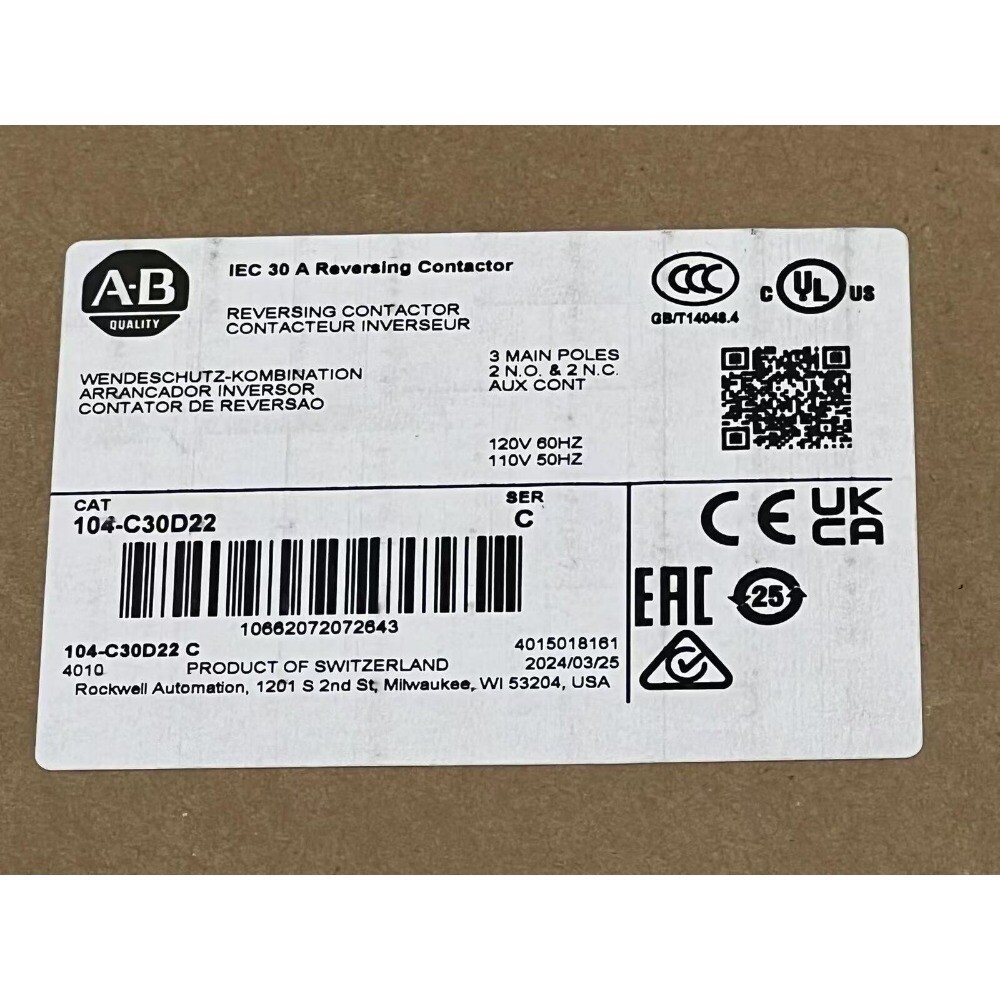 A-B
QUALITY
IEC 30 A Reversing Contactor
REVERSING CONTACTOR
CONTACTEUR INVERSEUR
WENDESCHUTZ-KOMBINATION
ARRANCADOR INVERSOR
CONTATOR DE REVERSAO
3 MAIN POLES
2 N.O. & 2 N.C.
AUX CONT
120V 60HZ
110V 50HZ
CCC
GB/T14048.4
C UL US
CAT
104-C30D22
SER
C
10662072072643
104-C30D22 C
4015018161
4010 PRODUCT OF SWITZERLAND 2024/03/25
Rockwell Automation, 1201 S 2nd St, Milwaukee, WI 53204, USA
CE
UK
CA
EAC
25